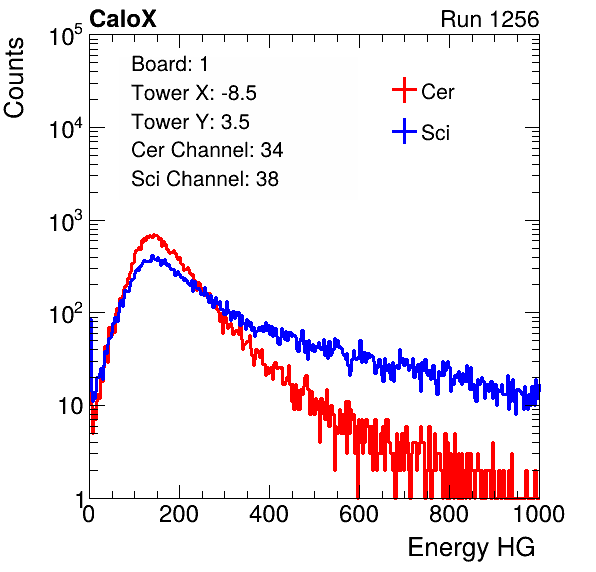 CaloX Run 1256
Counts
Board: 1
Tower X: -8.5
Tower Y: 3.5
Cer Channel: 34
Sci Channel: 38
Cer
Sci
10^5
10^4
10^3
10^2
10
1
0 200 400 600 800 1000
Energy HG